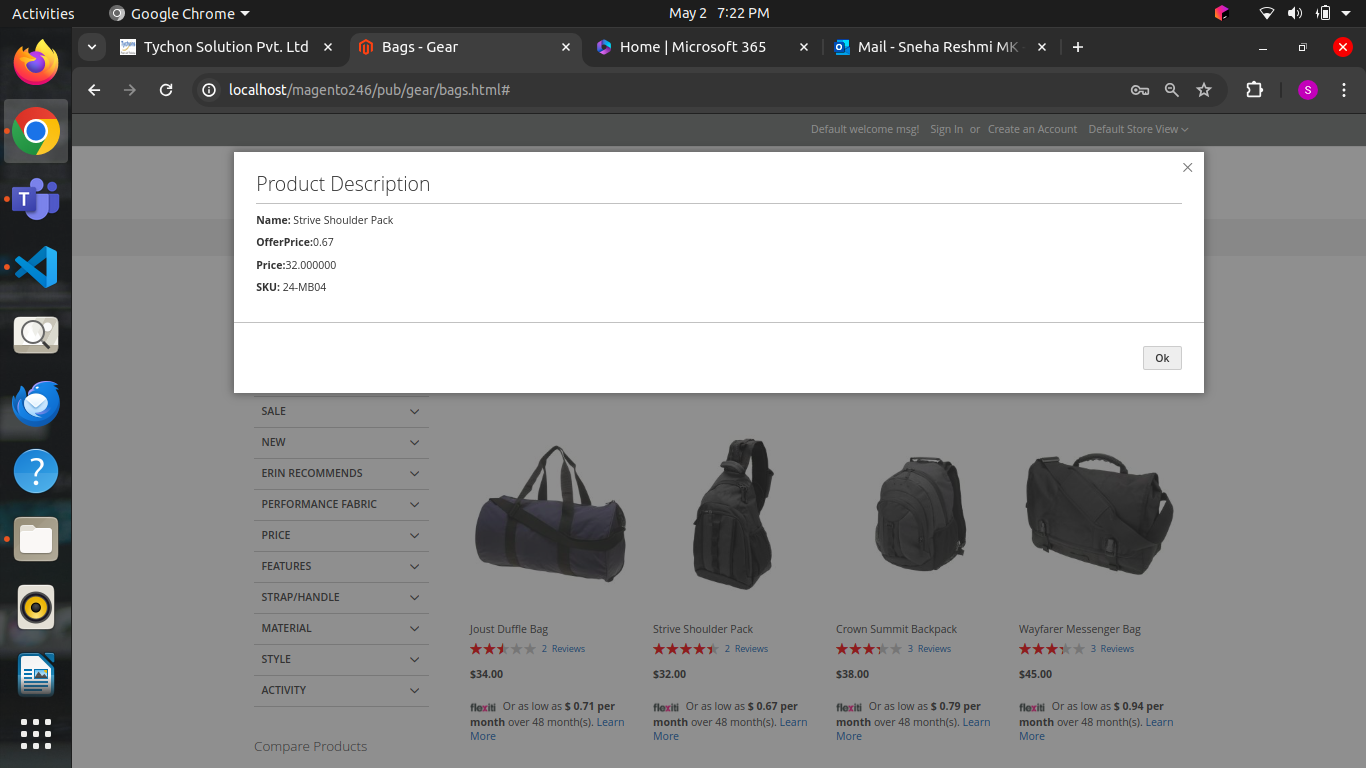 Activities
Google Chrome
May 2 7:22 PM
Tychon Solution Pvt. Ltd
Bags - Gear
Home | Microsoft 365
Mail - Sneha Reshmi MK
localhost/magento246/pub/gear/bags.html#
S
Default welcome msg! Sign In or Create an Account Default Store View
Product Description
Name: Strive Shoulder Pack
OfferPrice:0.67
Price:32.000000
SKU: 24-MB04
Ok
SALE
NEW
ERIN RECOMMENDS
PERFORMANCE FABRIC
PRICE
FEATURES
STRAP/HANDLE
MATERIAL
STYLE
ACTIVITY
Compare Products
Joust Duffle Bag
2 Reviews
$34.00
flexiti Or as low as $ 0.71 per
month over 48 month(s). Learn
More
Strive Shoulder Pack
2 Reviews
$32.00
flexiti Or as low as $ 0.67 per
month over 48 month(s). Learn
More
Crown Summit Backpack
3 Reviews
$38.00
flexiti Or as low as $ 0.79 per
month over 48 month(s). Learn
More
Wayfarer Messenger Bag
3 Reviews
$45.00
flexiti Or as low as $ 0.94 per
month over 48 month(s). Learn
More